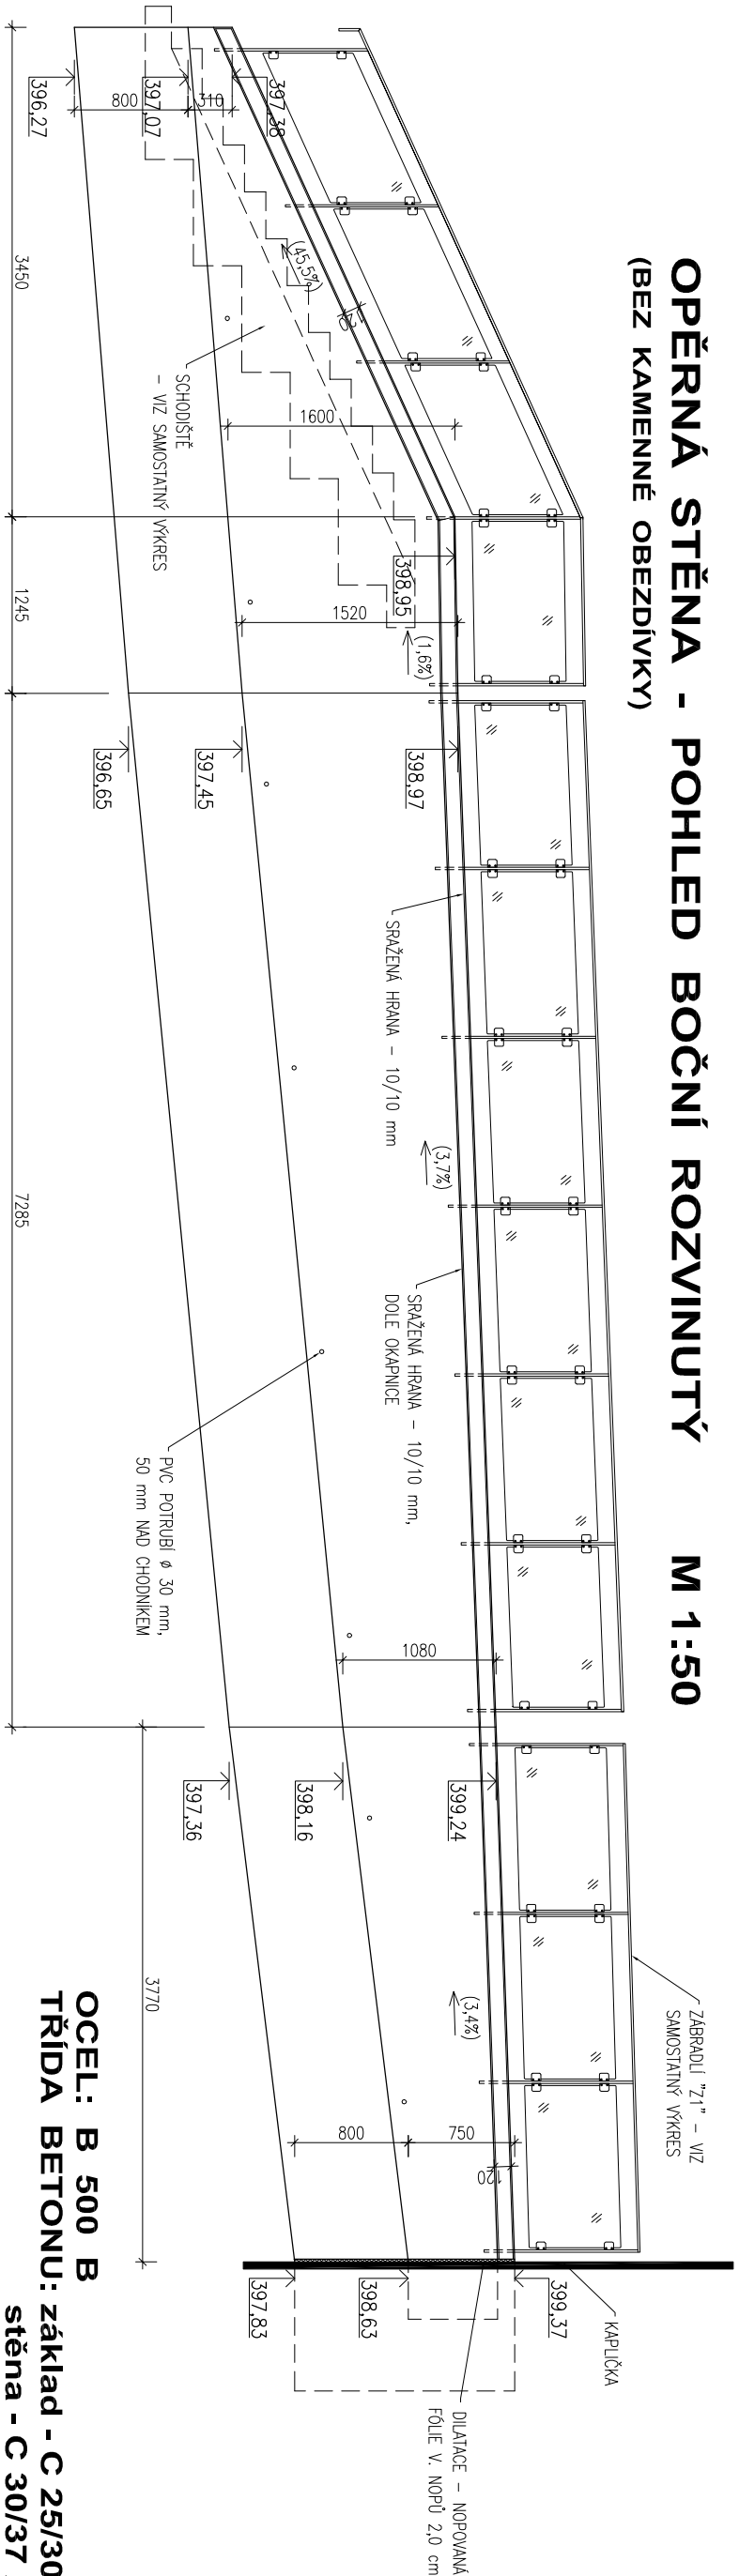 OPĚRNÁ STĚNA - POHLED BOČNÍ ROZVINUTÝ M 1:50
(BEZ KAMENNÉ OBEZDÍVKY)
ZÁBRADLÍ "Z1" - VIZ
SAMOSTATNÝ VÝKRES
KAPLIČKA
DILATACE - NOPOVANÁ
FÓLIE V. NOPŮ 2,0 cm
397,38
310
397,07
800
396,27
(45,5%)
120
1600
398,95
1520
(1,6%)
398,97
397,45
396,65
SCHODIŠTĚ
- VIZ SAMOSTATNÝ VÝKRES
SRAŽENÁ HRANA - 10/10 mm
(3,7%)
SRAŽENÁ HRANA - 10/10 mm,
DOLE OKAPNICE
PVC POTRUBÍ ø 30 mm,
50 mm NAD CHODNÍKEM
1080
399,24
398,16
397,36
(3,4%)
750
800
120
399,37
398,63
397,83
3450
1245
7285
3770
OCEL: B 500 B
TŘÍDA BETONU: základ - C 25/30
stěna - C 30/37